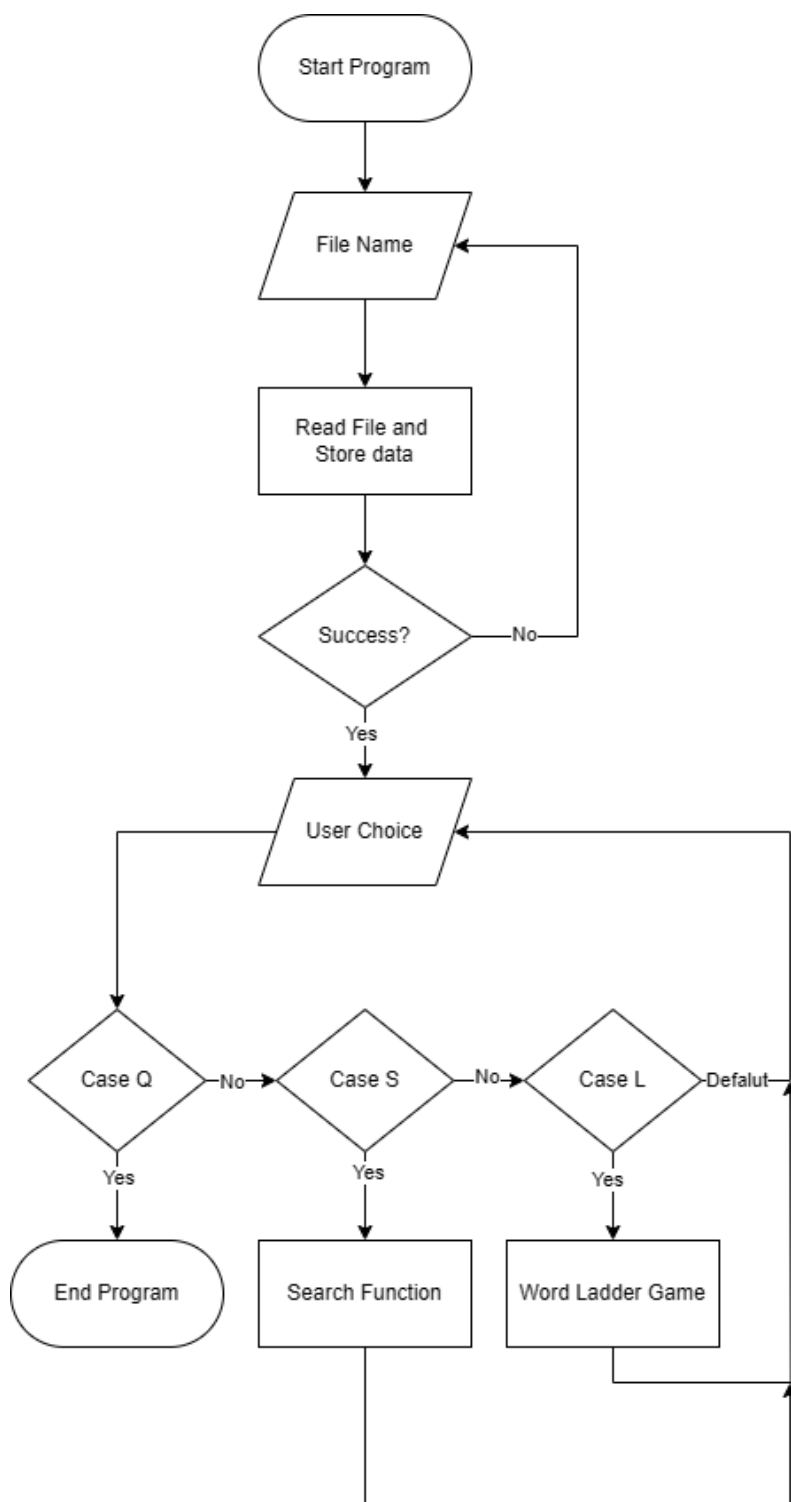 Start Program
File Name
Read File and
Store data
Success?
No
Yes
User Choice
Case Q
No
Case S
No
Case L
Defalut
Yes
Yes
Yes
End Program
Search Function
Word Ladder Game